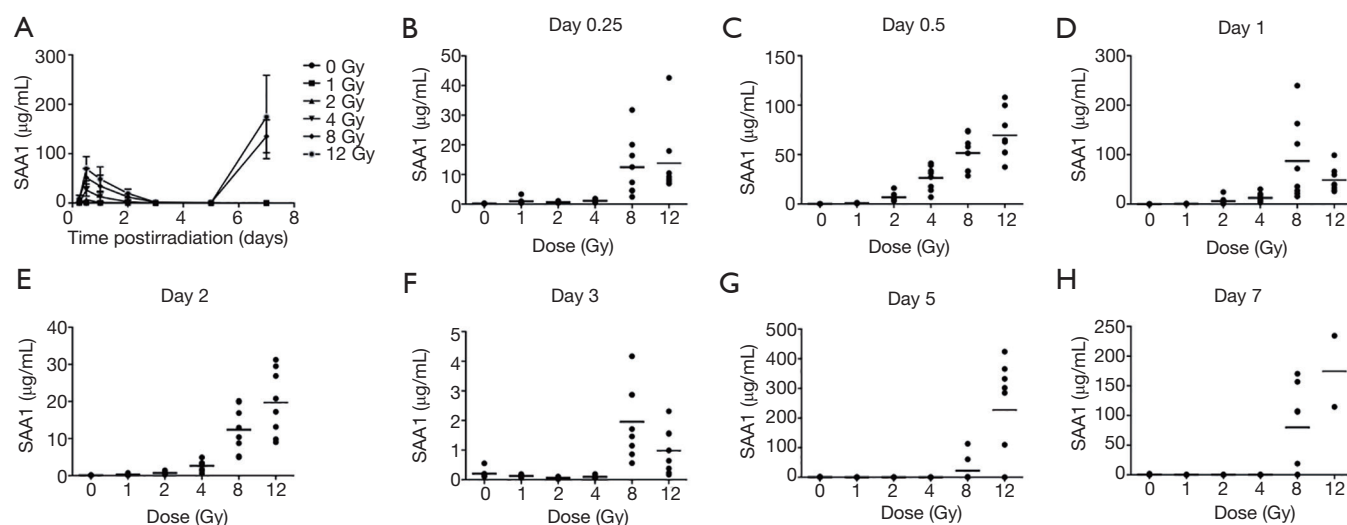 A
300
200
100
0
SAA1 (µg/mL)
0 2 4 6 8
Time postirradiation (days)
0 Gy
1 Gy
2 Gy
4 Gy
8 Gy
12 Gy
B
Day 0.25
50
40
30
20
10
0
SAA1 (µg/mL)
0 1 2 4 8 12
Dose (Gy)
C
Day 0.5
150
100
50
0
SAA1 (µg/mL)
0 1 2 4 8 12
Dose (Gy)
D
Day 1
300
200
100
0
SAA1 (µg/mL)
0 1 2 4 8 12
Dose (Gy)
E
Day 2
40
30
20
10
0
SAA1 (µg/mL)
0 1 2 4 8 12
Dose (Gy)
F
Day 3
5
4
3
2
1
0
SAA1 (µg/mL)
0 1 2 4 8 12
Dose (Gy)
G
Day 5
500
400
300
200
100
0
SAA1 (µg/mL)
0 1 2 4 8 12
Dose (Gy)
H
Day 7
250
200
150
100
50
0
SAA1 (µg/mL)
0 1 2 4 8 12
Dose (Gy)